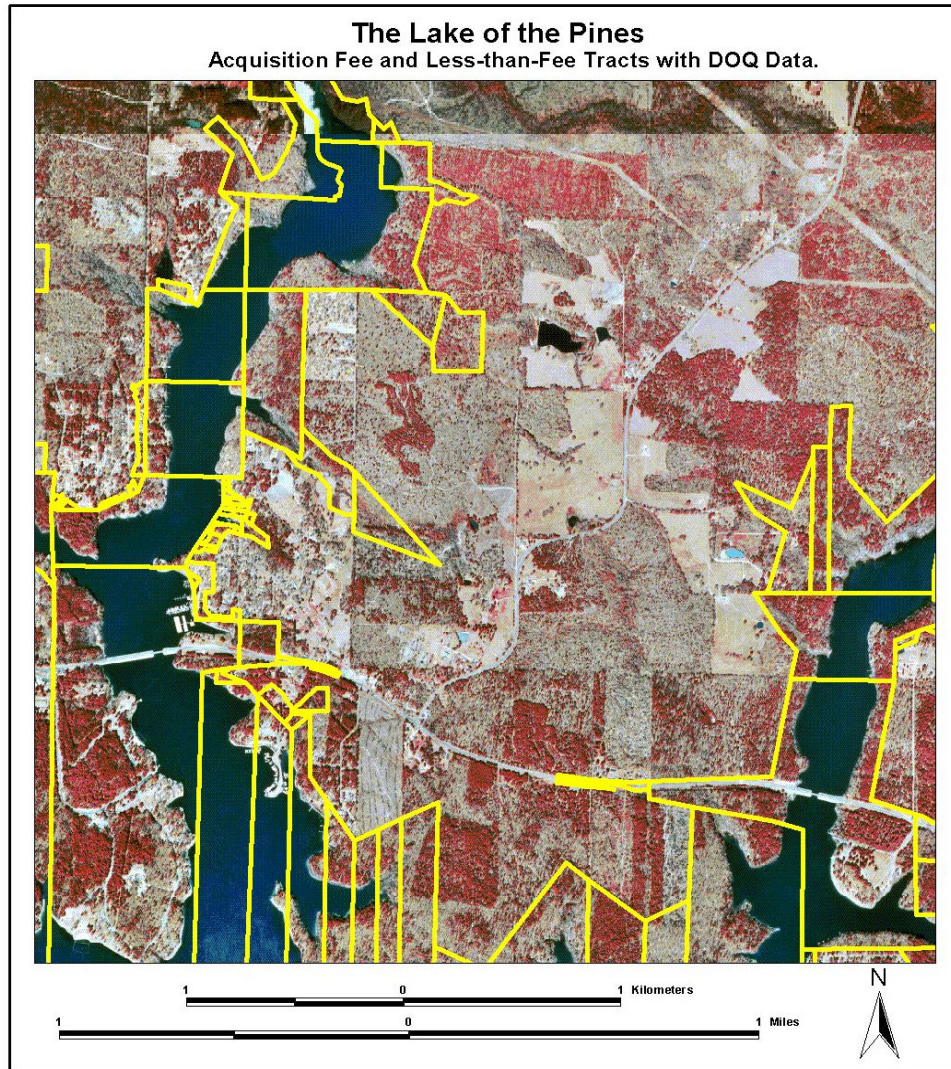 The Lake of the Pines
Acquisition Fee and Less-than-Fee Tracts with DOQ Data.
1 0 1 Kilometers
1 0 1 Miles
N